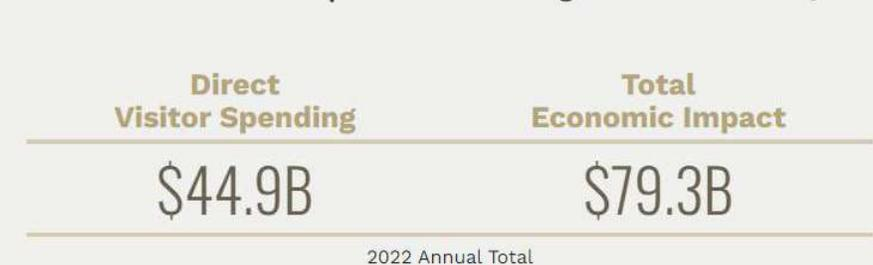 Direct
Visitor Spending
Total
Economic Impact
$44.9B
$79.3B
2022 Annual Total